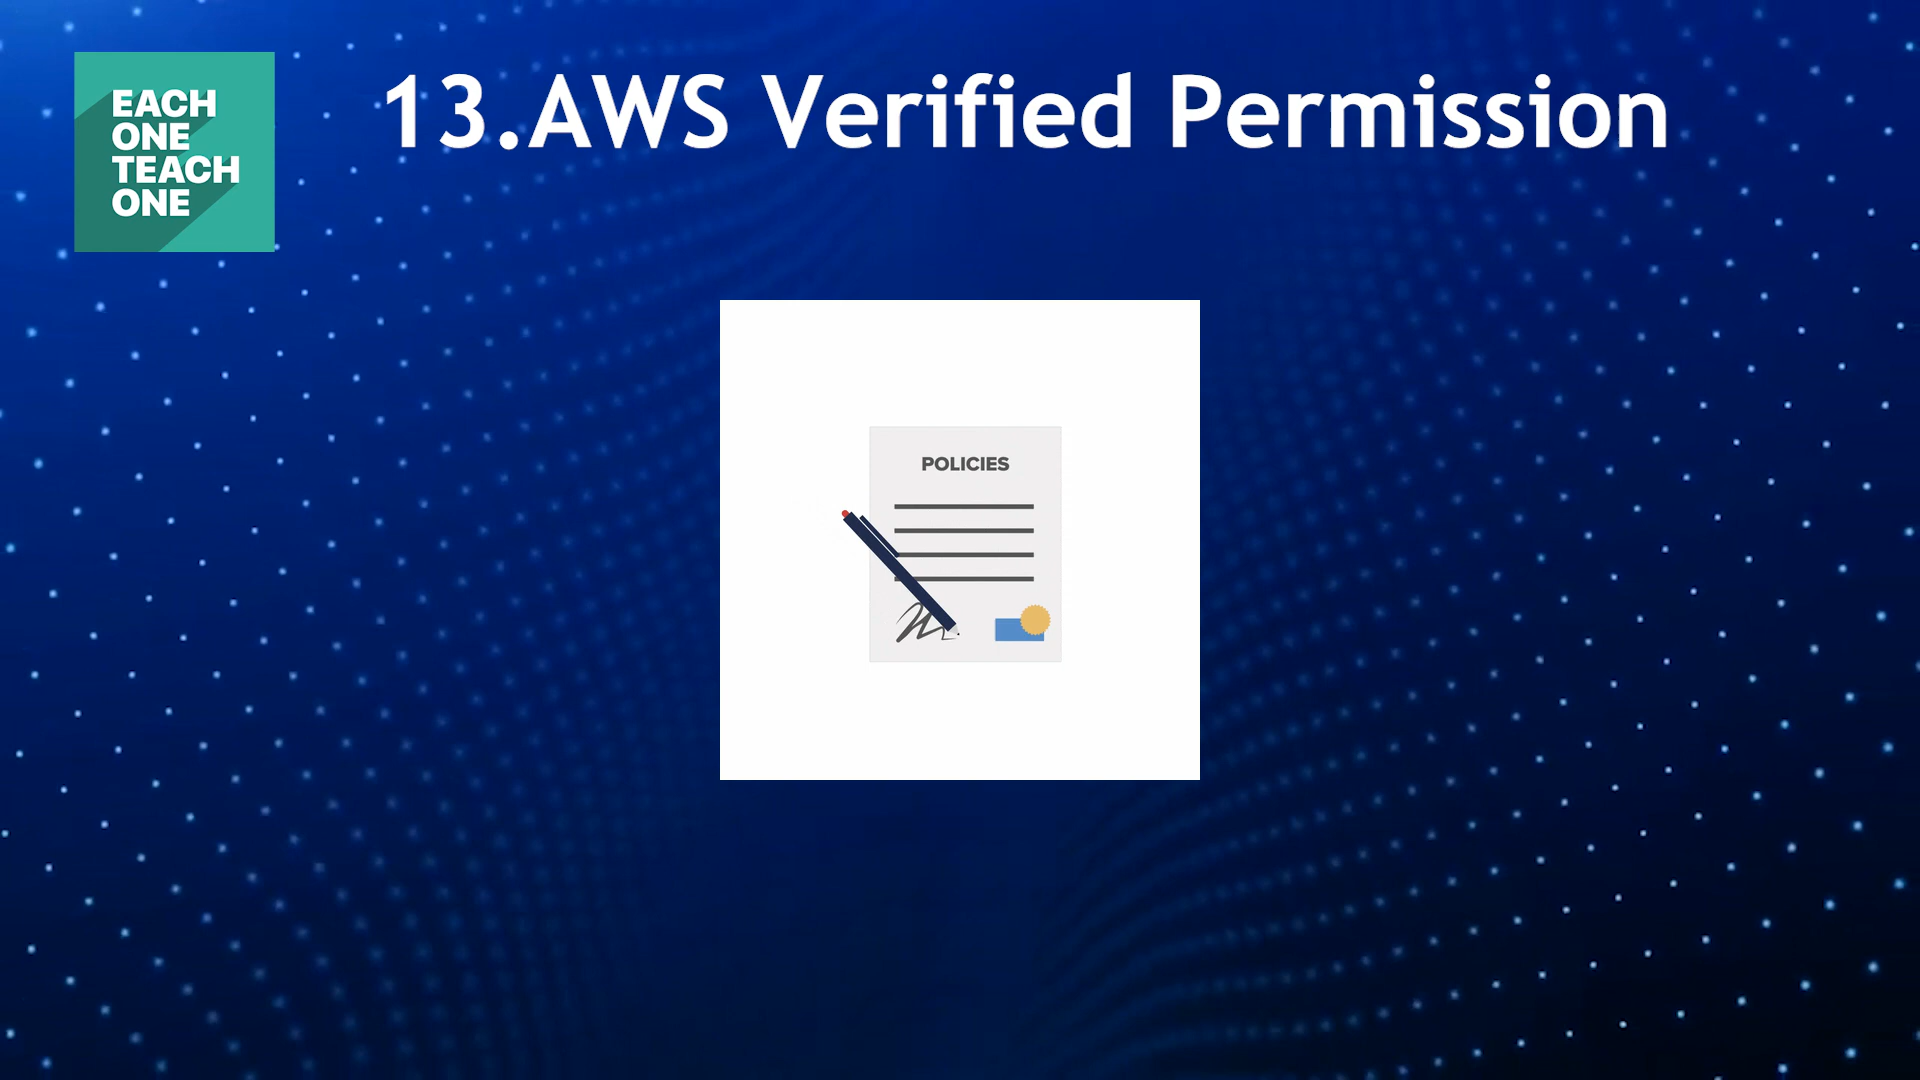 EACH
ONE
TEACH
ONE
13.AWS Verified Permission
POLICIES